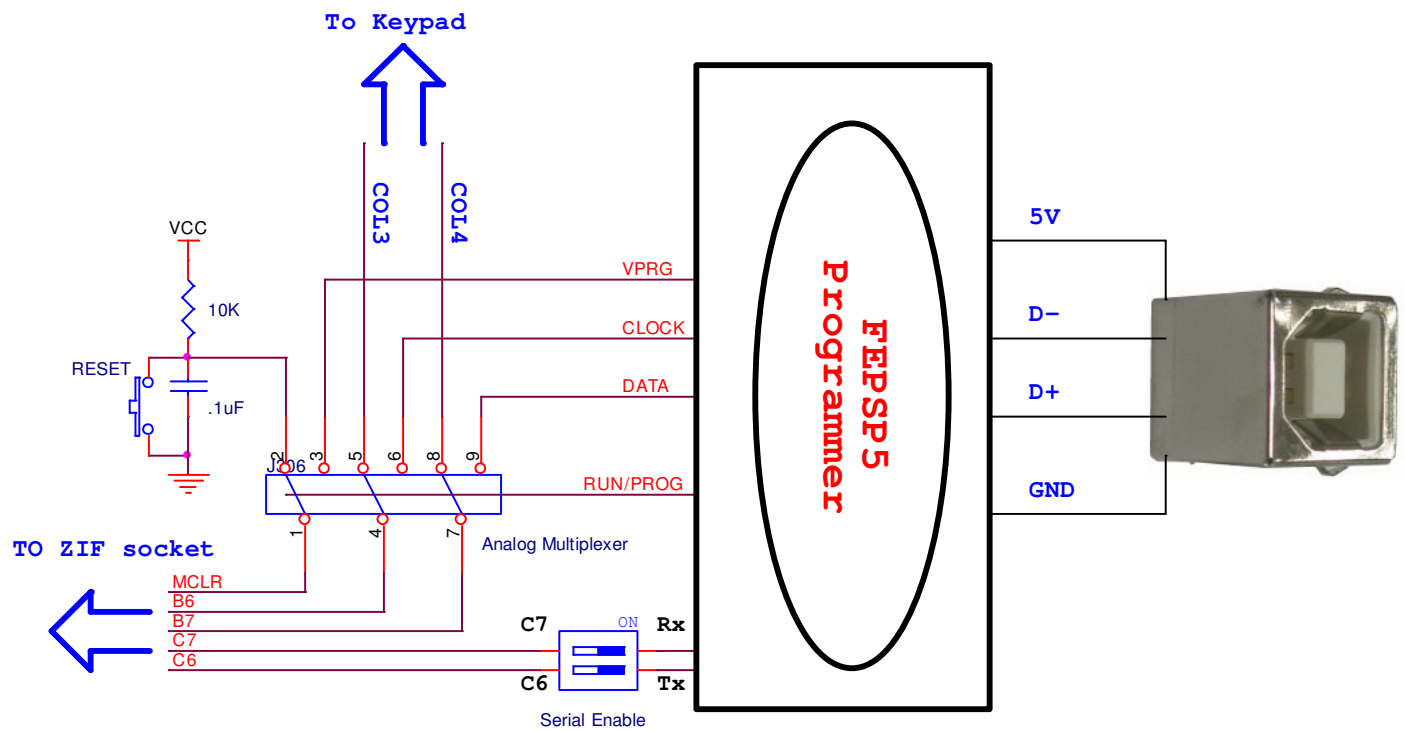 To Keypad
COL3
COL4
VCC
10K
RESET
.1uF
VPRG
CLOCK
DATA
RUN/PROG
2
3
5
6
8
9
J306
1
4
7
Analog Multiplexer
TO ZIF socket
MCLR
B6
B7
C7
C6
C7
ON
Rx
C6
Tx
Serial Enable
FEPSP5
Programmer
5V
D-
D+
GND